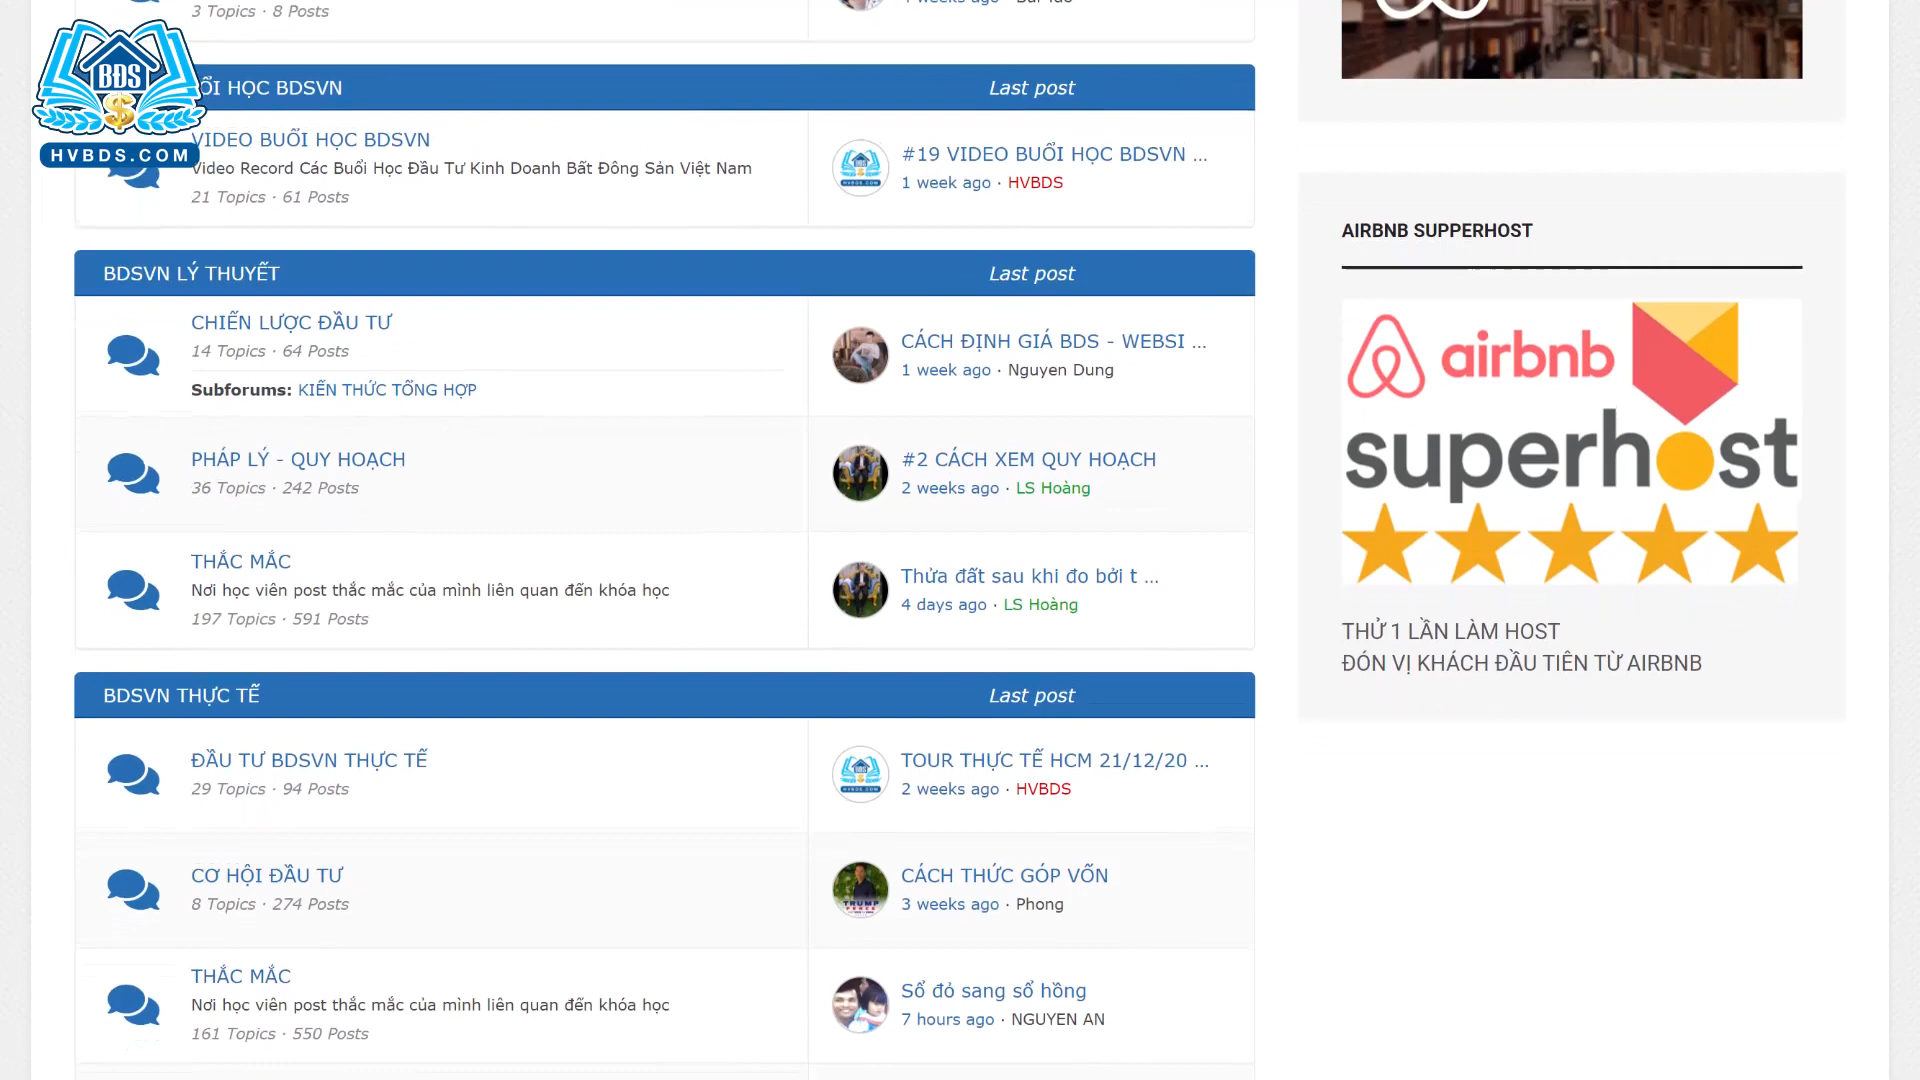 3 Topics · 8 Posts
BĐS
$
HVBDS.COM
ỔI HỌC BDSVN
Last post
VIDEO BUỔI HỌC BDSVN
Video Record Các Buổi Học Đầu Tư Kinh Doanh Bất Đông Sản Việt Nam
21 Topics · 61 Posts
#19 VIDEO BUỔI HỌC BDSVN ...
1 week ago · HVBDS
BDSVN LÝ THUYẾT
Last post
CHIẾN LƯỢC ĐẦU TƯ
14 Topics · 64 Posts
Subforums: KIẾN THỨC TỔNG HỢP
CÁCH ĐỊNH GIÁ BDS - WEBSI ...
1 week ago · Nguyen Dung
PHÁP LÝ - QUY HOẠCH
36 Topics · 242 Posts
#2 CÁCH XEM QUY HOẠCH
2 weeks ago · LS Hoàng
THẮC MẮC
Nơi học viên post thắc mắc của mình liên quan đến khóa học
197 Topics · 591 Posts
Thửa đất sau khi đo bởi t ...
4 days ago · LS Hoàng
BDSVN THỰC TẾ
Last post
ĐẦU TƯ BDSVN THỰC TẾ
29 Topics · 94 Posts
TOUR THỰC TẾ HCM 21/12/20 ...
2 weeks ago · HVBDS
CƠ HỘI ĐẦU TƯ
8 Topics · 274 Posts
TRUMP
CÁCH THỨC GÓP VỐN
3 weeks ago · Phong
THẮC MẮC
Nơi học viên post thắc mắc của mình liên quan đến khóa học
161 Topics · 550 Posts
Sổ đỏ sang sổ hồng
7 hours ago · NGUYEN AN
AIRBNB SUPPERHOST
airbnb
superhost
THỬ 1 LẦN LÀM HOST
ĐÓN VỊ KHÁCH ĐẦU TIÊN TỪ AIRBNB